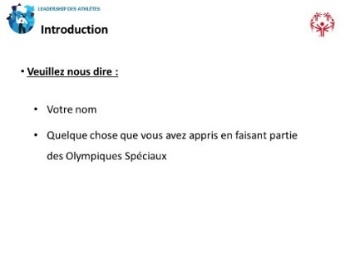 LEADERSHIP DES ATHLÈTES
Introduction
• Veuillez nous dire :
• Votre nom
• Quelque chose que vous avez appris en faisant partie
des Olympiques Spéciaux